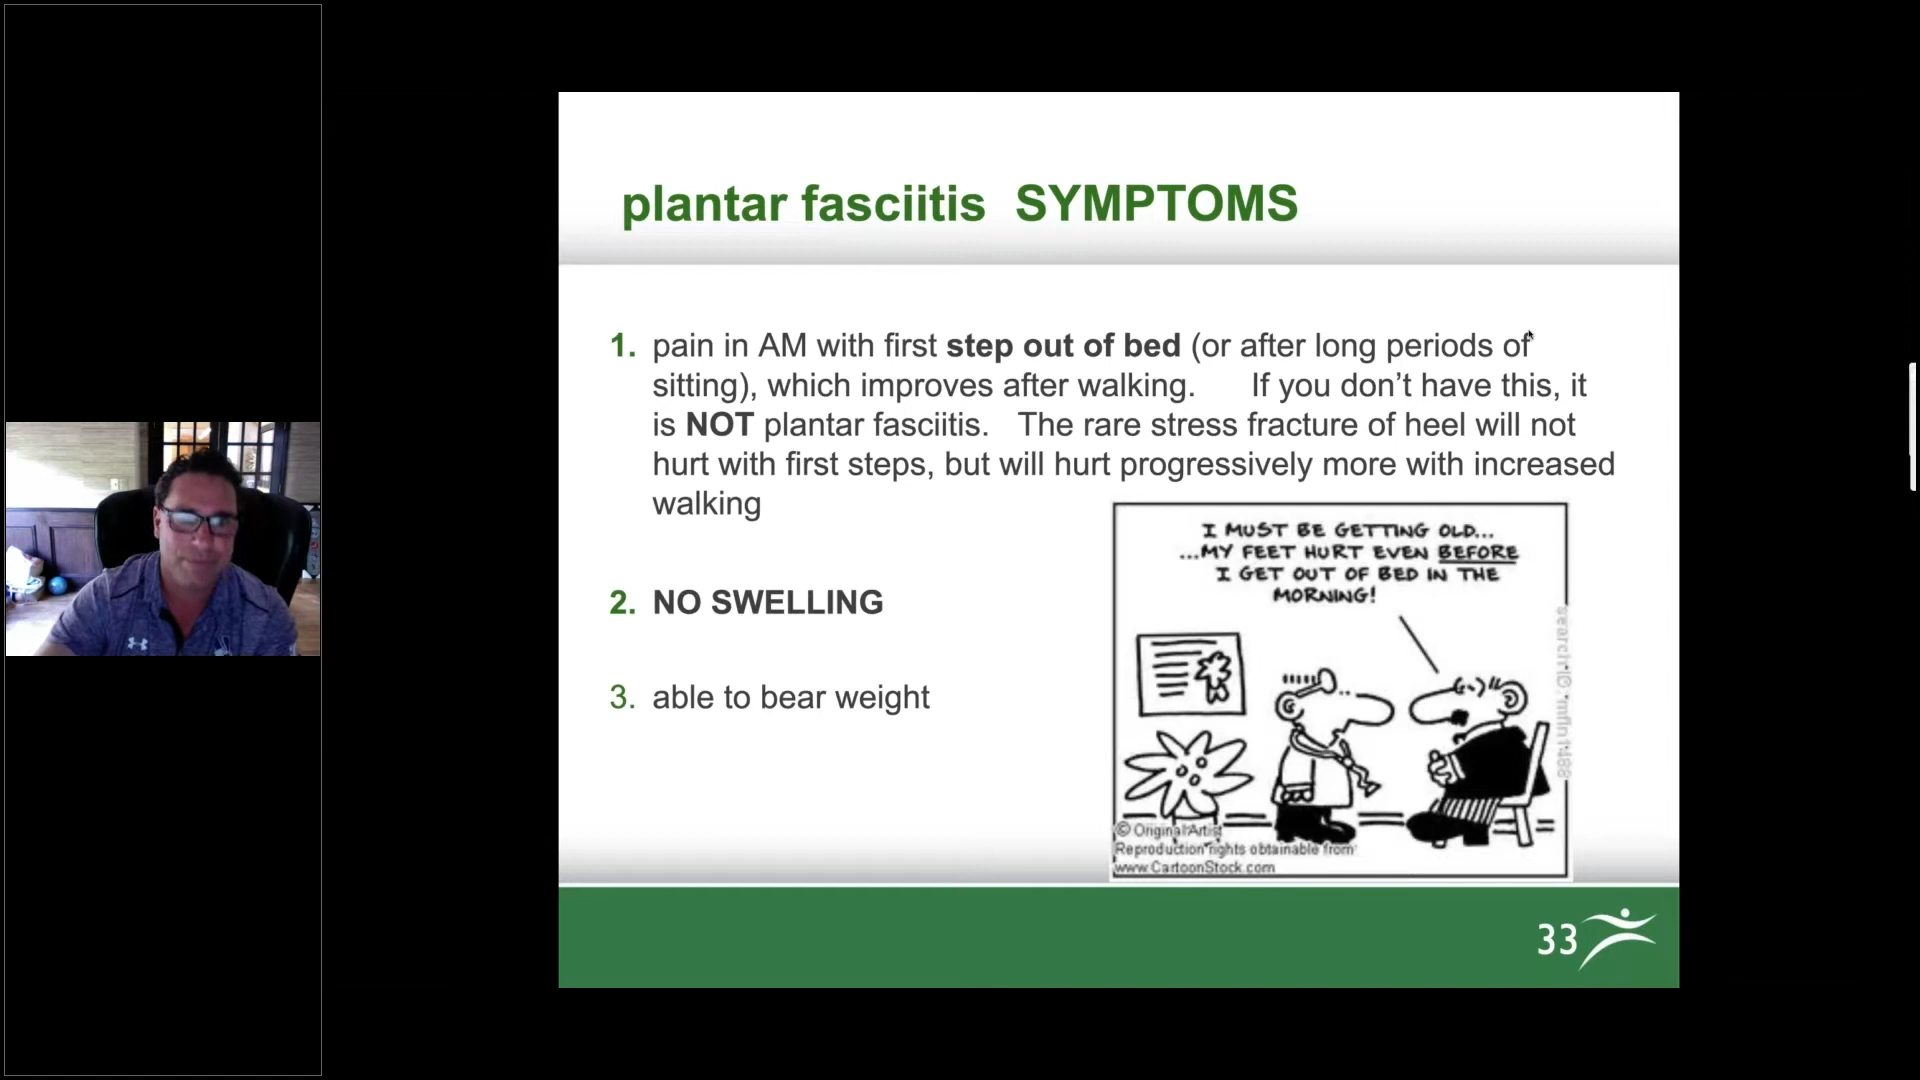 plantar fasciitis SYMPTOMS
1. pain in AM with first step out of bed (or after long periods of
sitting), which improves after walking. If you don’t have this, it
is NOT plantar fasciitis. The rare stress fracture of heel will not
hurt with first steps, but will hurt progressively more with increased
walking
2. NO SWELLING
3. able to bear weight
I MUST BE GETTING OLD...
...MY FEET HURT EVEN BEFORE
I GET OUT OF BED IN THE
MORNING!
© Original Artist
Reproduction rights obtainable from
www.CartoonStock.com
33